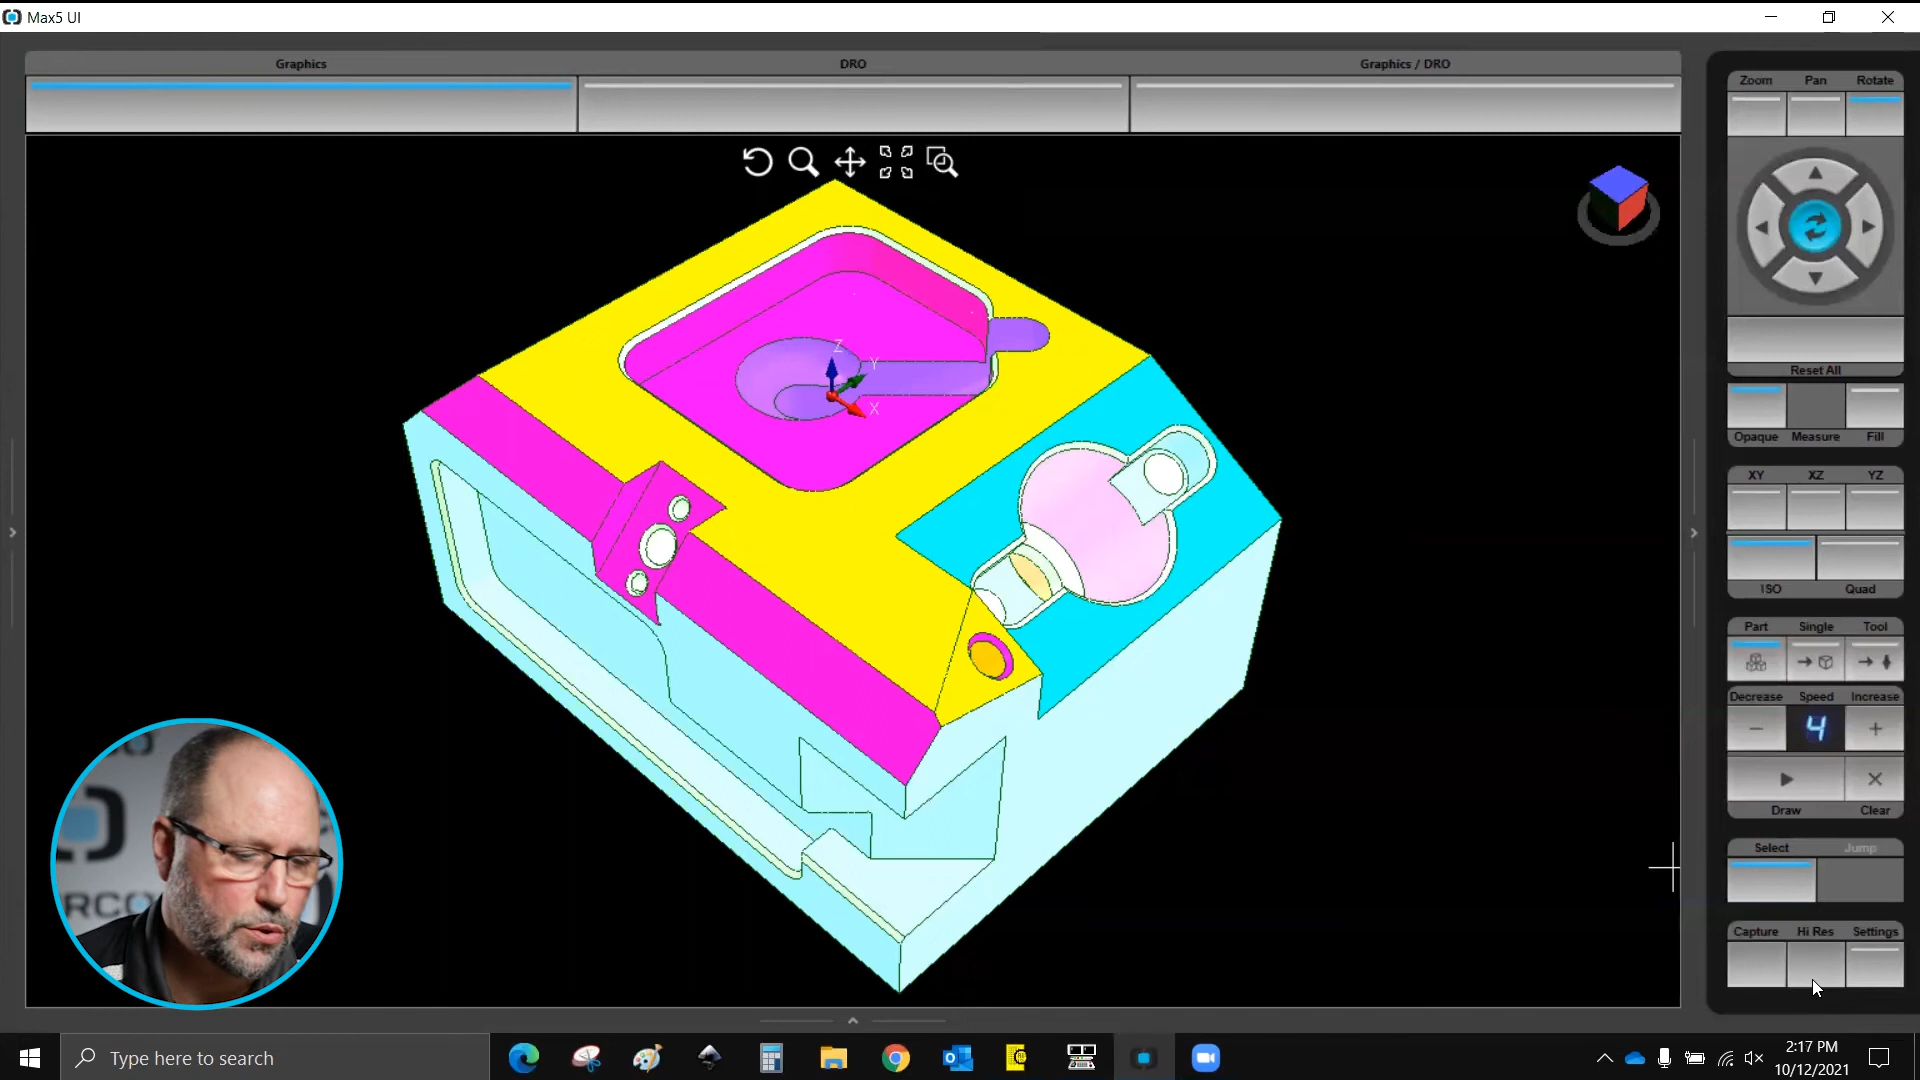 Max5 UI
Graphics
DRO
Graphics / DRO
Zoom Pan Rotate
Reset All
Opaque Measure Fill
XY XZ YZ
ISO Quad
Part Single Tool
Decrease Speed Increase
4
Draw Clear
Select Jump
Capture Hi Res Settings
Z
Y
X
RCO
Type here to search
2:17 PM
10/12/2021